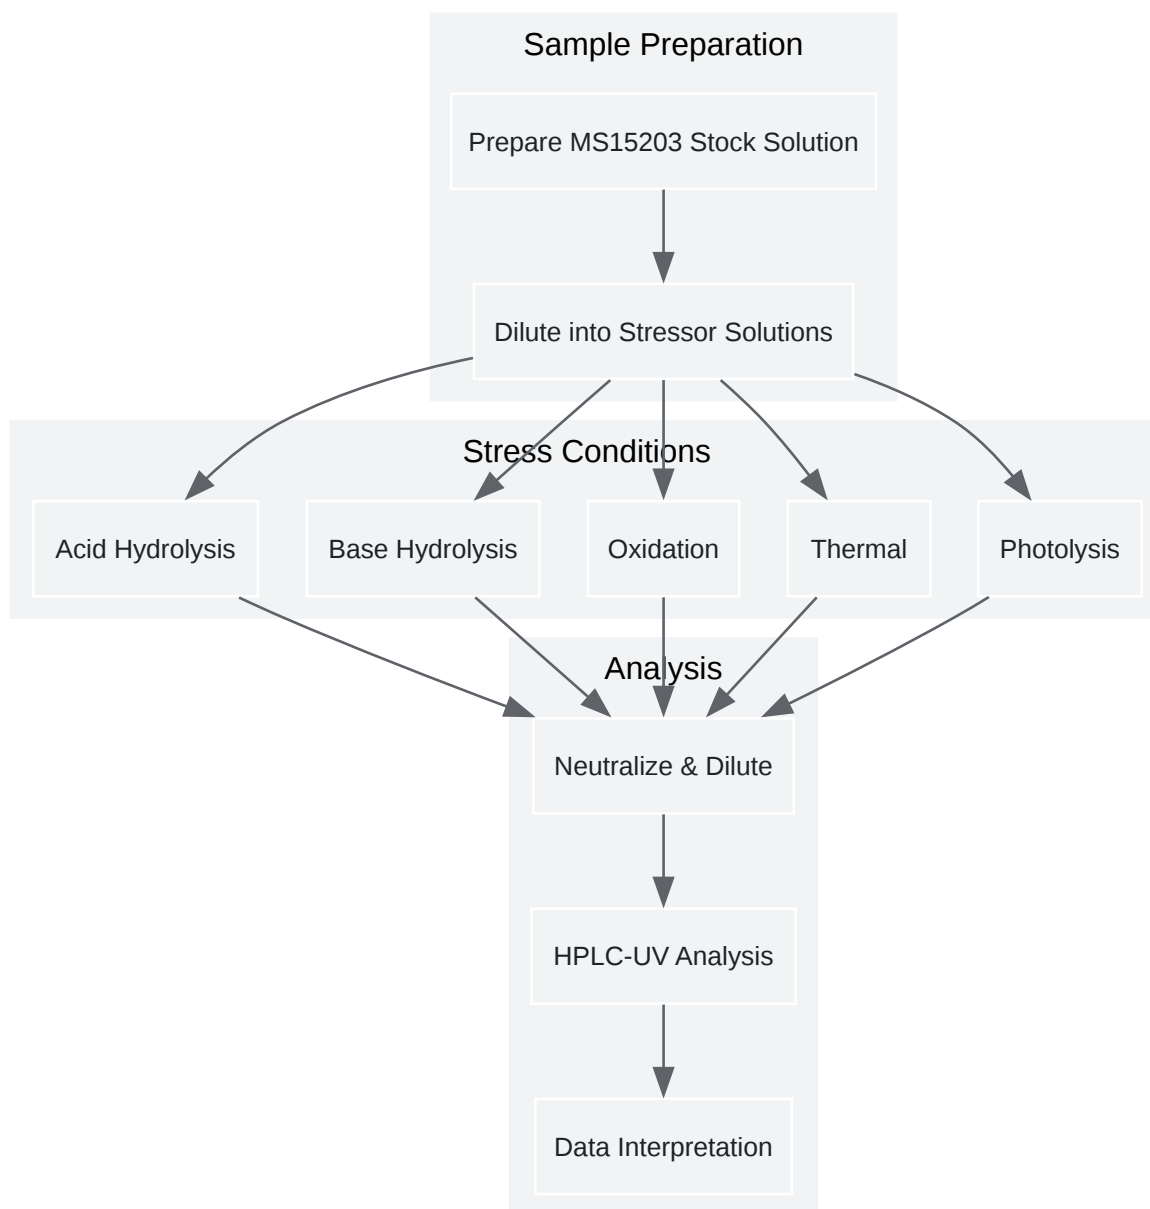 Sample Preparation
Prepare MS15203 Stock Solution
Dilute into Stressor Solutions
Stress Conditions
Acid Hydrolysis
Base Hydrolysis
Oxidation
Thermal
Photolysis
Analysis
Neutralize & Dilute
HPLC-UV Analysis
Data Interpretation